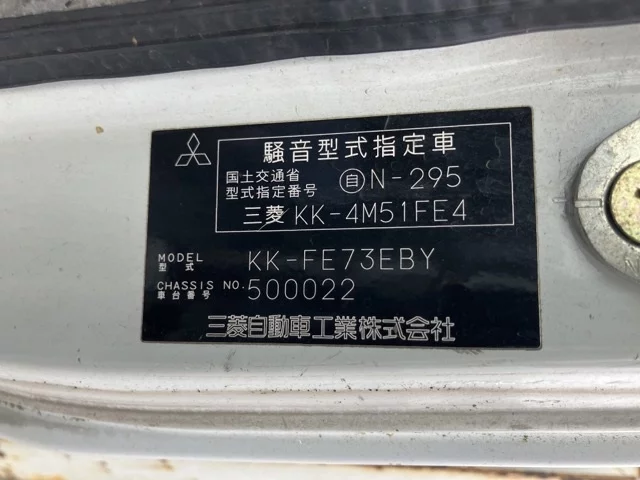 騒音型式指定車
国土交通省
型式指定番号 自N-295
三菱 KK-4M51FE4
MODEL
型式 KK-FE73EBY
CHASSIS NO.
車台番号 500022
三菱自動車工業株式会社